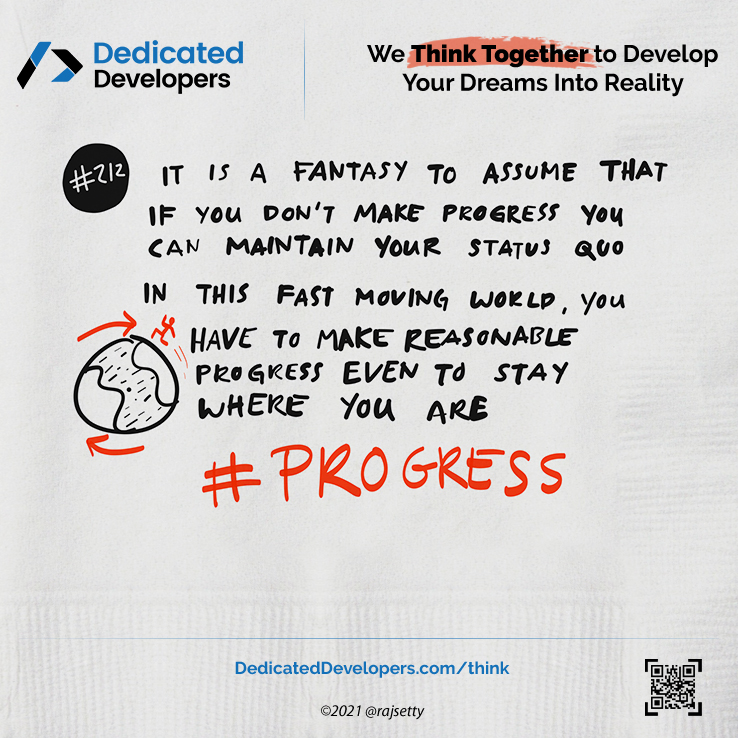 Dedicated
Developers
We Think Together to Develop
Your Dreams Into Reality
#212
IT IS A FANTASY TO ASSUME THAT
IF YOU DON'T MAKE PROGRESS YOU
CAN MAINTAIN YOUR STATUS QUO
IN THIS FAST MOVING WORLD, YOU
HAVE TO MAKE REASONABLE
PROGRESS EVEN TO STAY
WHERE YOU ARE
#PROGRESS
DedicatedDevelopers.com/think
©2021 @rajsetty